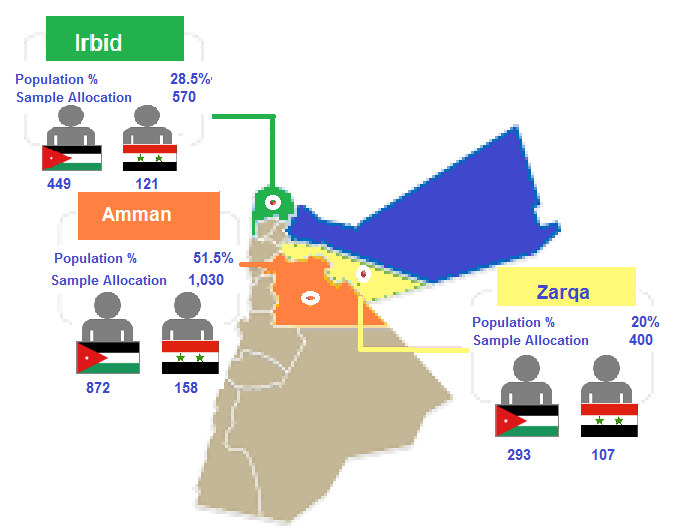 Irbid
Population % 28.5%
Sample Allocation 570
449 121
Amman
Population % 51.5%
Sample Allocation 1,030
872 158
Zarqa
Population % 20%
Sample Allocation 400
293 107